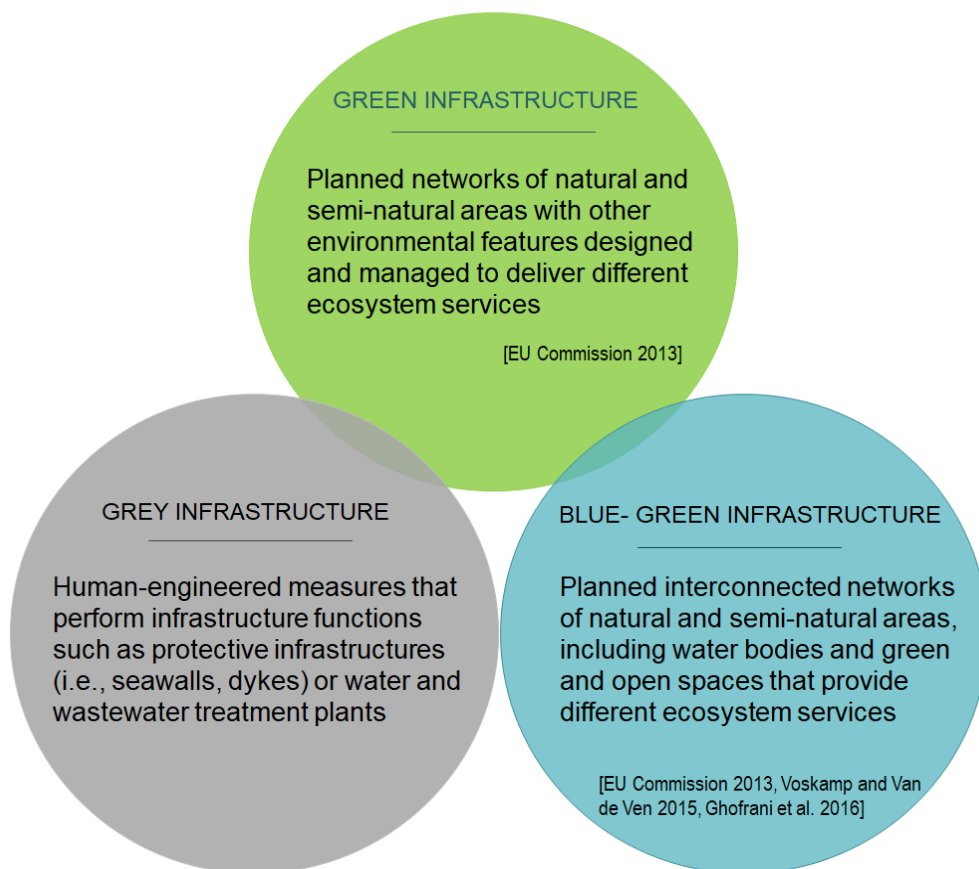 GREEN INFRASTRUCTURE
Planned networks of natural and
semi-natural areas with other
environmental features designed
and managed to deliver different
ecosystem services
[EU Commission 2013]
GREY INFRASTRUCTURE
Human-engineered measures that
perform infrastructure functions
such as protective infrastructures
(i.e., seawalls, dykes) or water and
wastewater treatment plants
BLUE- GREEN INFRASTRUCTURE
Planned interconnected networks
of natural and semi-natural areas,
including water bodies and green
and open spaces that provide
different ecosystem services
[EU Commission 2013, Voskamp and Van
de Ven 2015, Ghofrani et al. 2016]